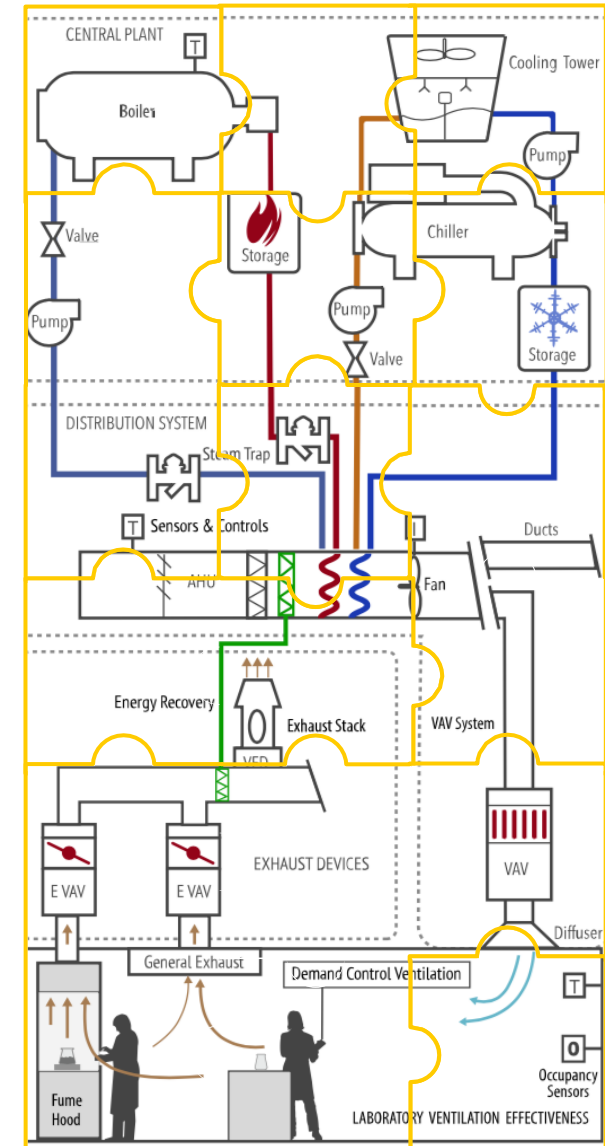 CENTRAL PLANT
T
Cooling Tower
Boiler
Pump
Valve
Chiller
Storage
Pump
Pump
Valve
Storage
DISTRIBUTION SYSTEM
Steam Trap
T
Sensors & Controls
Ducts
AHU
Fan
Energy Recovery
Exhaust Stack
VAV System
E VAV
E VAV
EXHAUST DEVICES
VAV
Diffuser
General Exhaust
Demand Control Ventilation
T
O
Occupancy
Sensors
Fume
Hood
LABORATORY VENTILATION EFFECTIVENESS